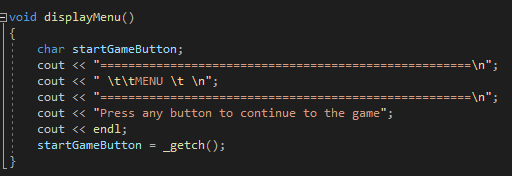 void displayMenu()
{
char startGameButton;
cout << "=====================================================\n";
cout << " \t\tMENU \t \n";
cout << "=====================================================\n";
cout << "Press any button to continue to the game";
cout << endl;
startGameButton = _getch();
}